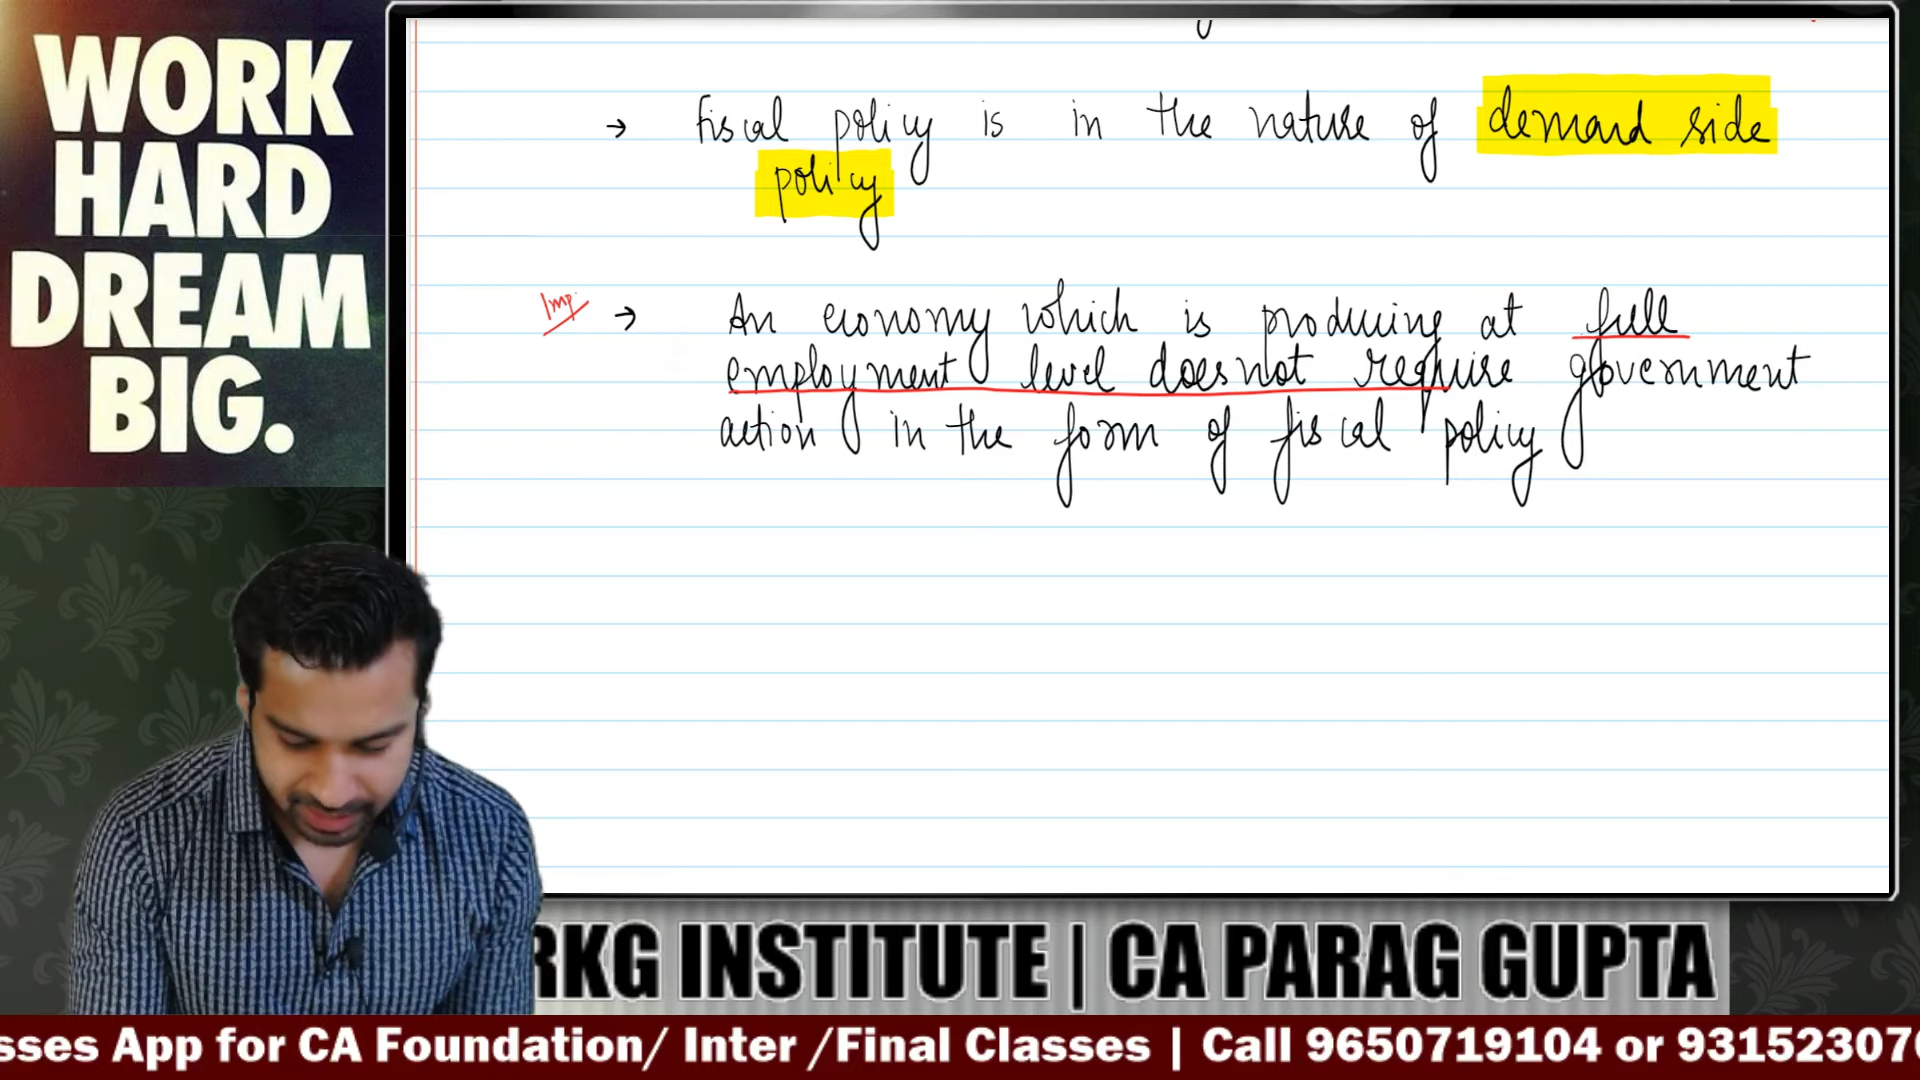 WORK
HARD
DREAM
BIG.
→ fiscal policy is in the nature of demand side
policy
Imp. → An economy which is producing at full
employment level does not require government
action in the form of fiscal policy
RKG INSTITUTE | CA PARAG GUPTA
sses App for CA Foundation/ Inter /Final Classes | Call 9650719104 or 931523070